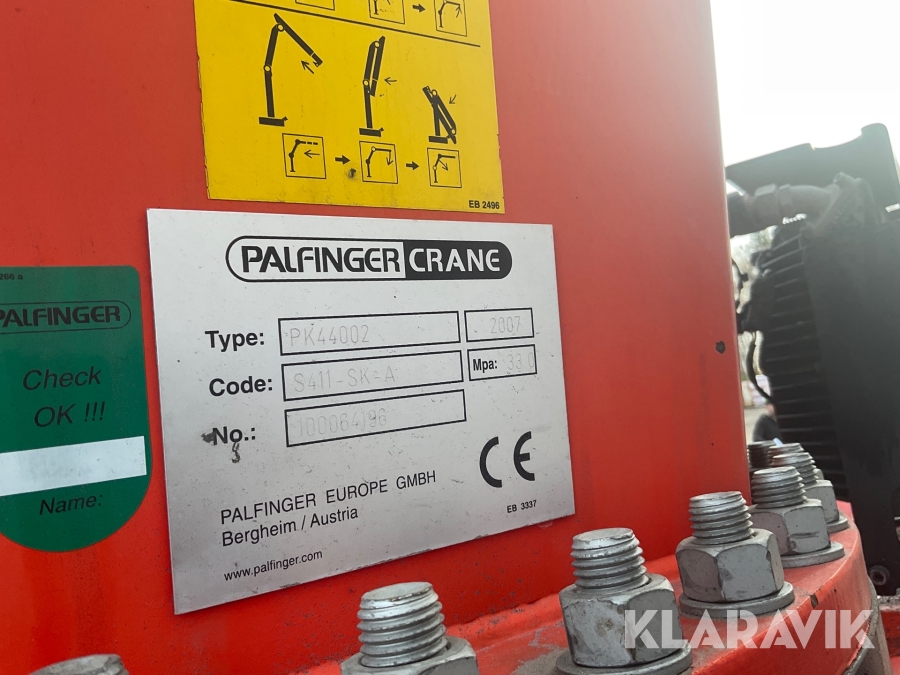 EB 2496
PALFINGER CRANE
Type: PK44002 2007
Code: S411-SK-A Mpa: 33.0
No.:
PALFINGER EUROPE GMBH
Bergheim / Austria
www.palfinger.com
EB 3337
CE
PALFINGER
Check
OK !!!
Name:
KLARAVIK